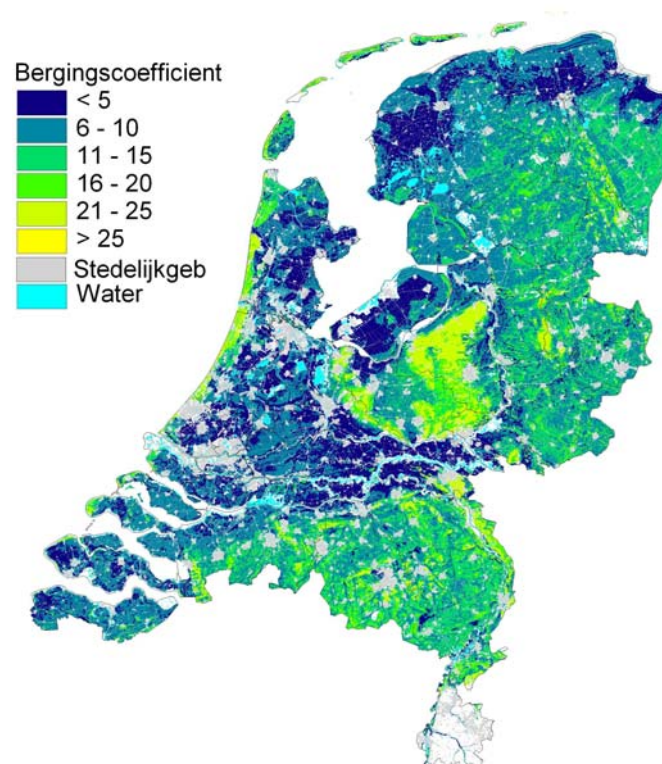 Bergingscoefficient
< 5
6 - 10
11 - 15
16 - 20
21 - 25
> 25
Stedelijkgeb
Water